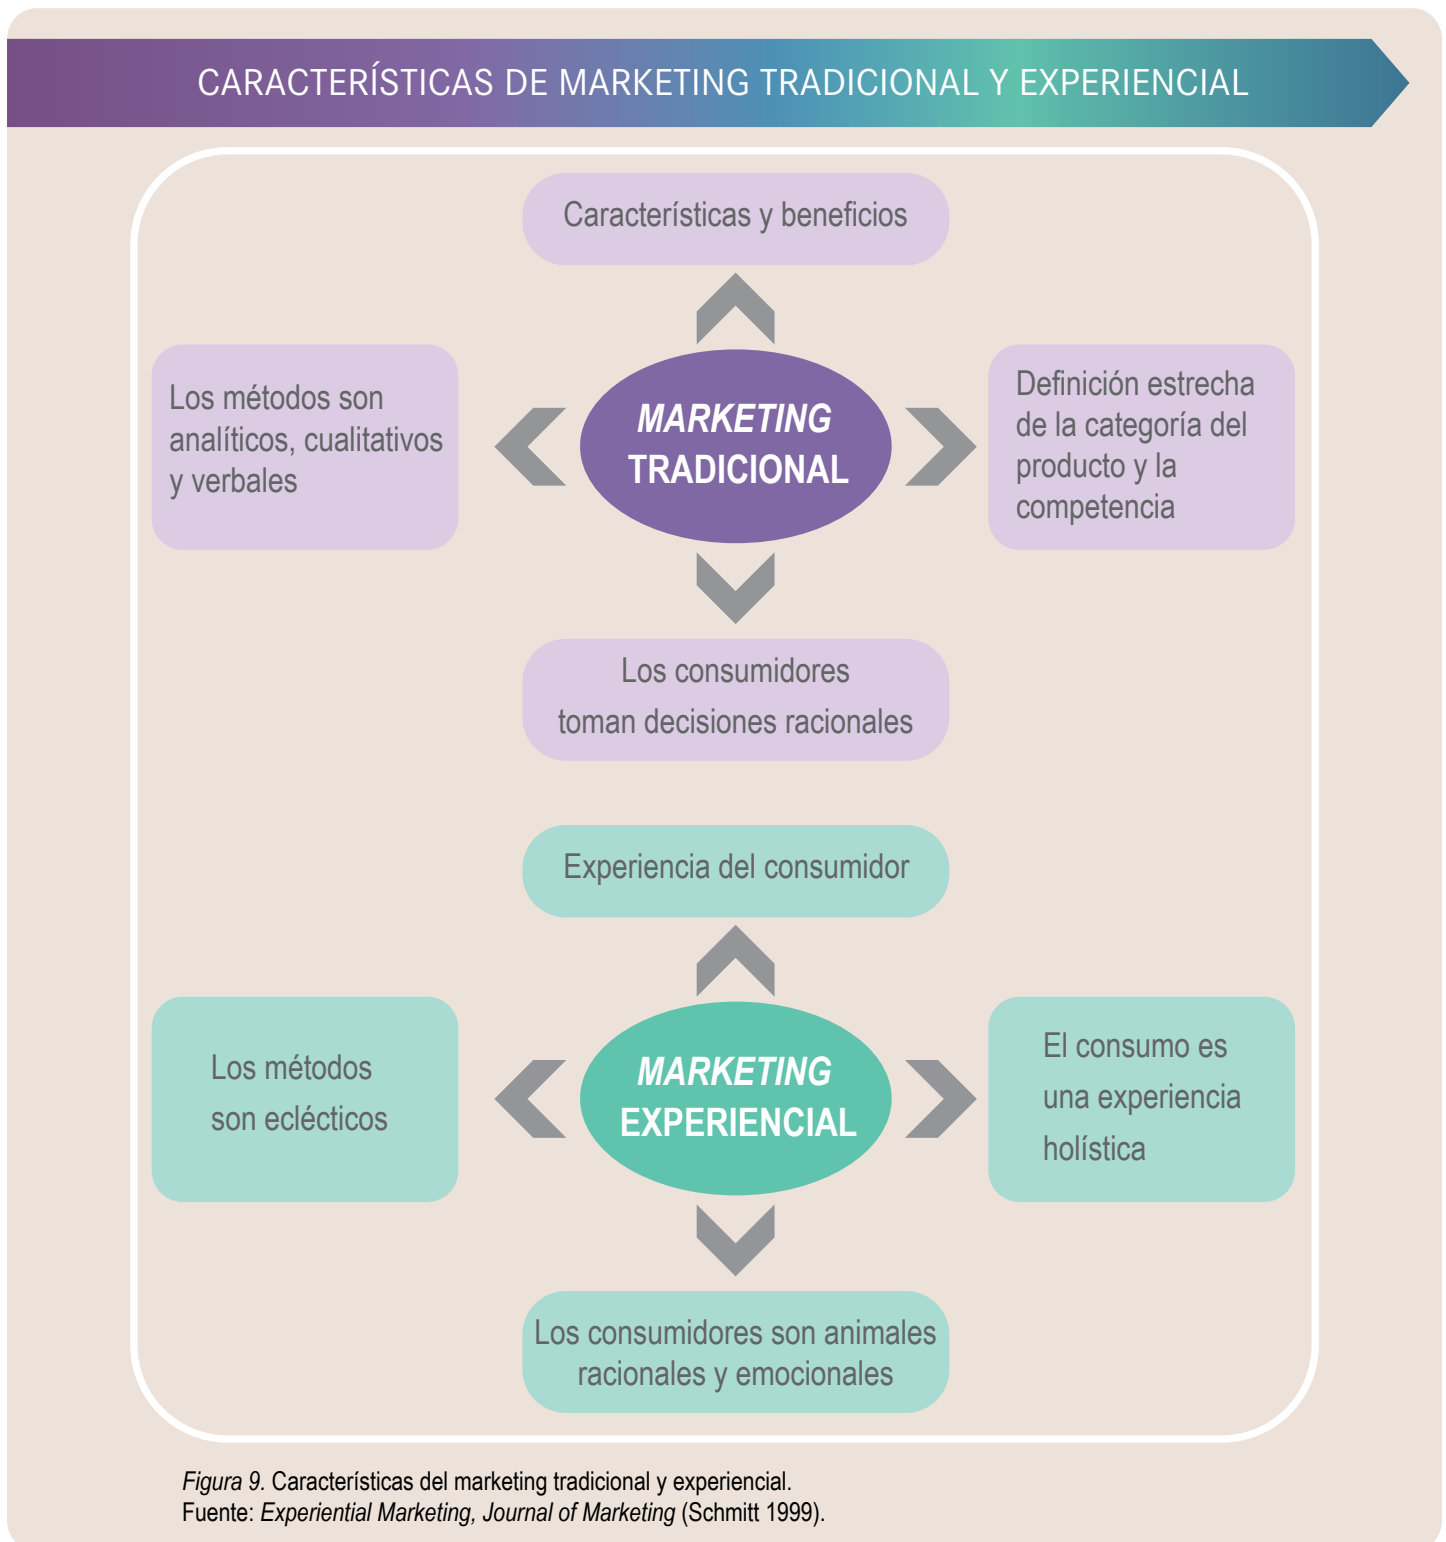 CARACTERÍSTICAS DE MARKETING TRADICIONAL Y EXPERIENCIAL
Características y beneficios
Los métodos son
analíticos, cualitativos
y verbales
MARKETING
TRADICIONAL
Definición estrecha
de la categoría del
producto y la
competencia
Los consumidores
toman decisiones racionales
Experiencia del consumidor
Los métodos
son eclécticos
MARKETING
EXPERIENCIAL
El consumo es
una experiencia
holística
Los consumidores son animales
racionales y emocionales
Figura 9. Características del marketing tradicional y experiencial.
Fuente: Experiential Marketing, Journal of Marketing (Schmitt 1999).